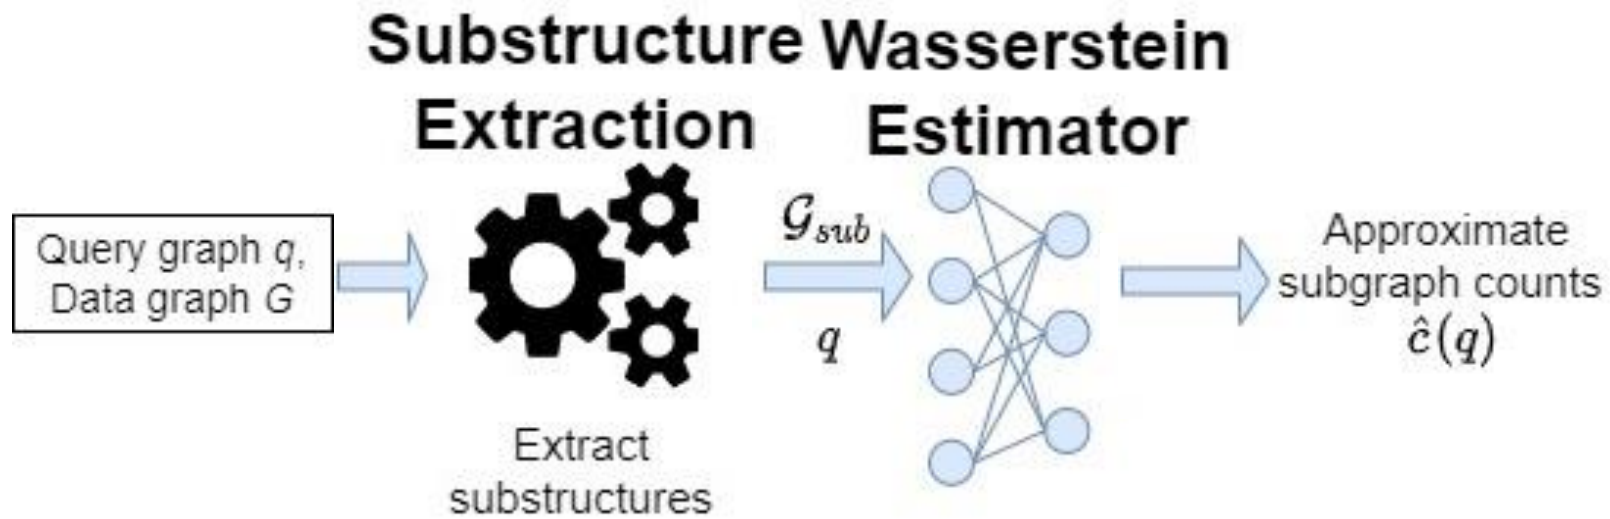 Substructure
Extraction
Wasserstein
Estimator
Query graph q,
Data graph G
Extract
substructures
𝒢_sub
q
Approximate
subgraph counts
ĉ(q)